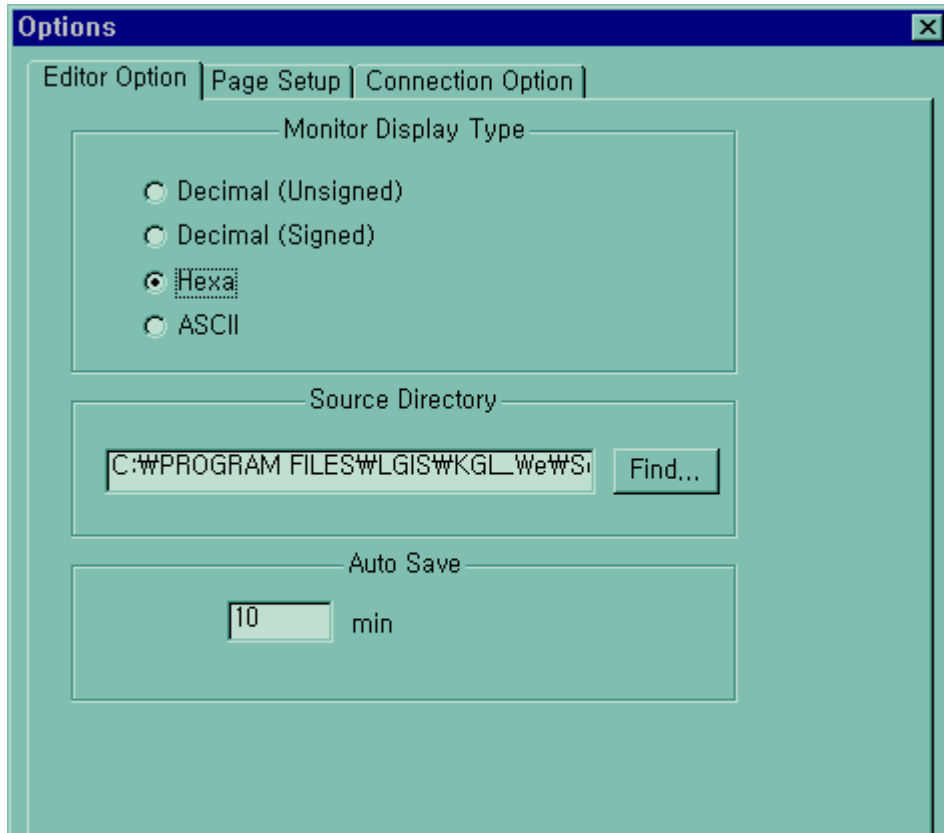 Options
Editor Option Page Setup Connection Option
Monitor Display Type
Decimal (Unsigned)
Decimal (Signed)
Hexa
ASCII
Source Directory
C:₩PROGRAM FILES₩LGIS₩KGL_We₩S Find...
Auto Save
10 min